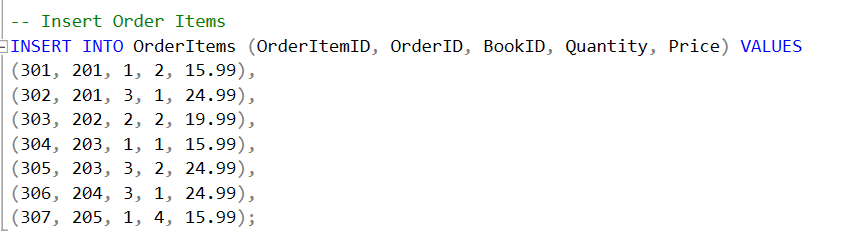 -- Insert Order Items
INSERT INTO OrderItems (OrderItemID, OrderID, BookID, Quantity, Price) VALUES
(301, 201, 1, 2, 15.99),
(302, 201, 3, 1, 24.99),
(303, 202, 2, 2, 19.99),
(304, 203, 1, 1, 15.99),
(305, 203, 3, 2, 24.99),
(306, 204, 3, 1, 24.99),
(307, 205, 1, 4, 15.99);